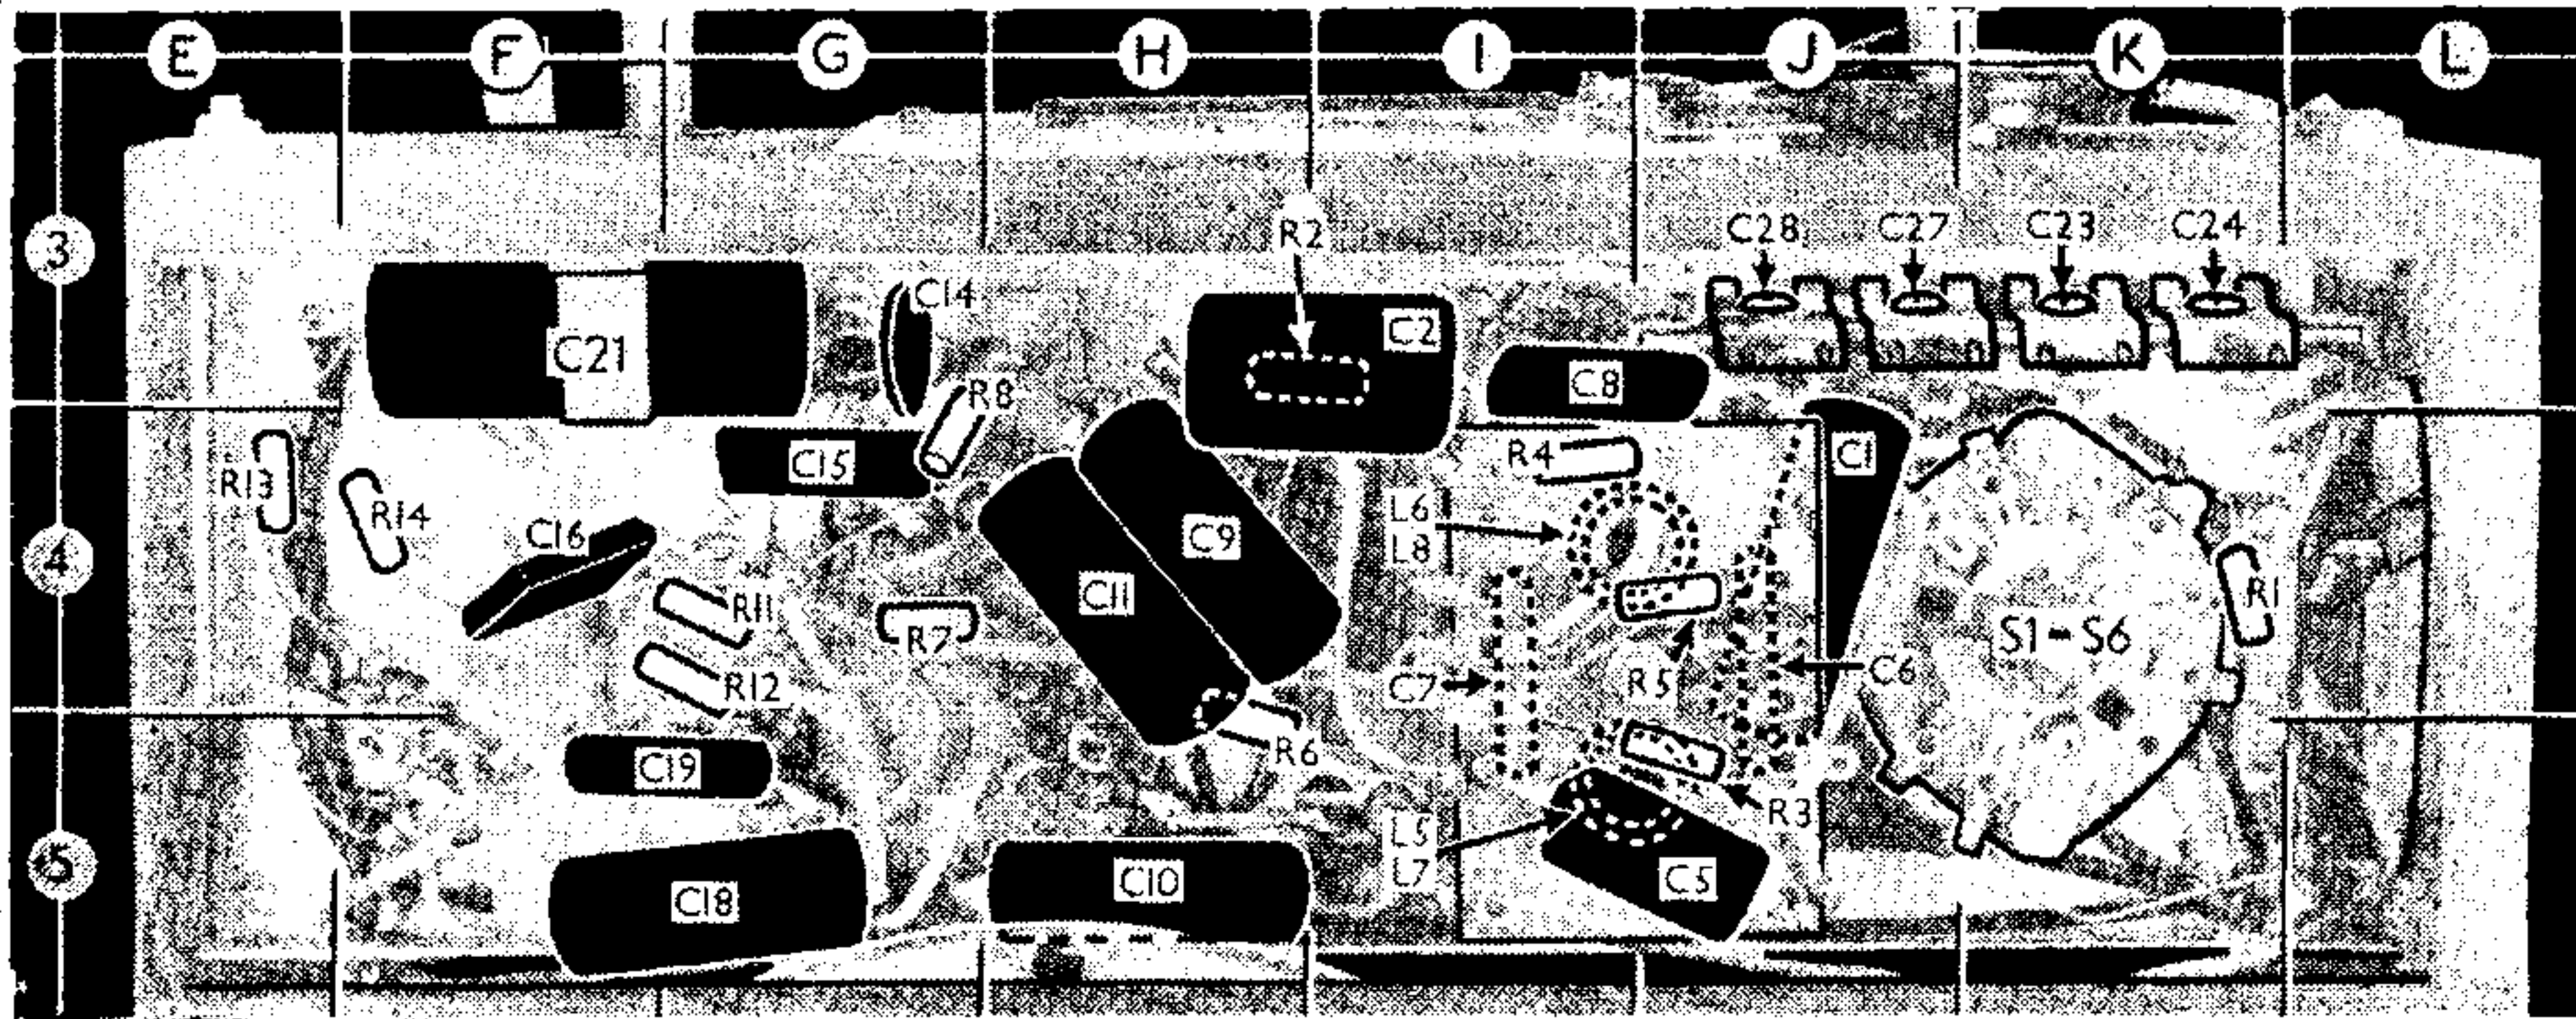 E F G H I J K L
3
R2 C28 C27 C23 C24
C14
C21 C2
C8
R8
C15 R4 C1
R13
R14 L6
C16 C9 L8
C11
R11 R1
R7 S1-S6
R12 C7 R5 C6
4
R6
C19
R3
L5
L7
5
C18 C10 C5